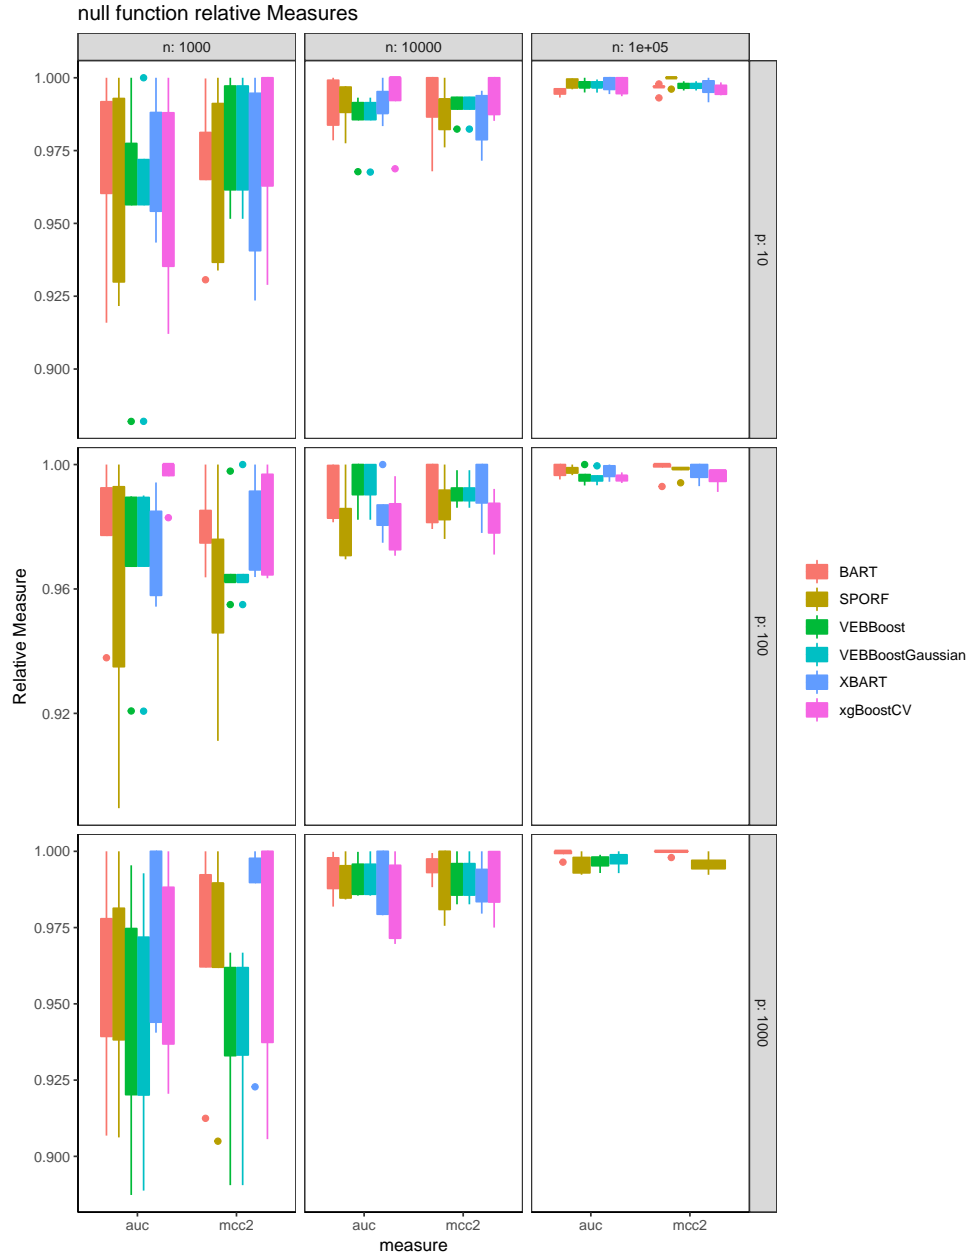 null function relative Measures
n: 1000
n: 10000
n: 1e+05
1.000
0.975
0.950
0.925
0.900
p: 10
1.00
0.96
0.92
p: 100
1.000
0.975
0.950
0.925
0.900
p: 1000
Relative Measure
auc
mcc2
auc
mcc2
auc
mcc2
measure
BART
SPORF
VEBBoost
VEBBoostGaussian
XBART
xgBoostCV